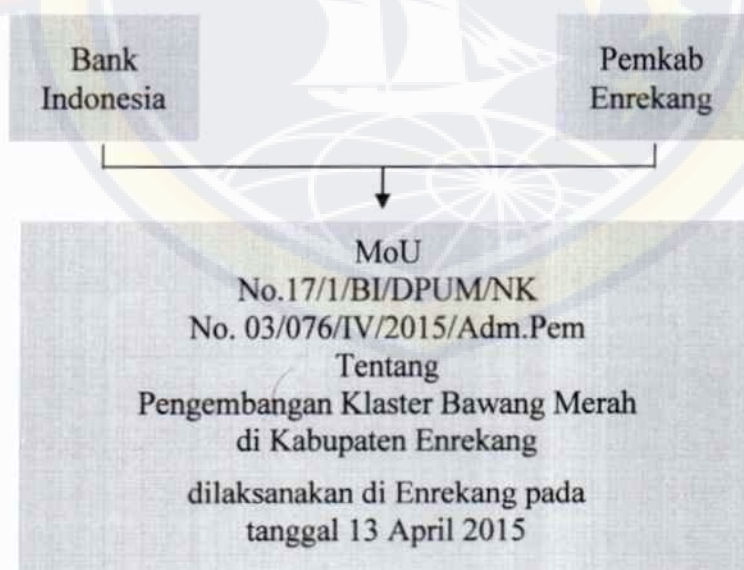 Bank
Indonesia
Pemkab
Enrekang
MoU
No.17/1/BI/DPUM/NK
No. 03/076/IV/2015/Adm.Pem
Tentang
Pengembangan Klaster Bawang Merah
di Kabupaten Enrekang
dilaksanakan di Enrekang pada
tanggal 13 April 2015